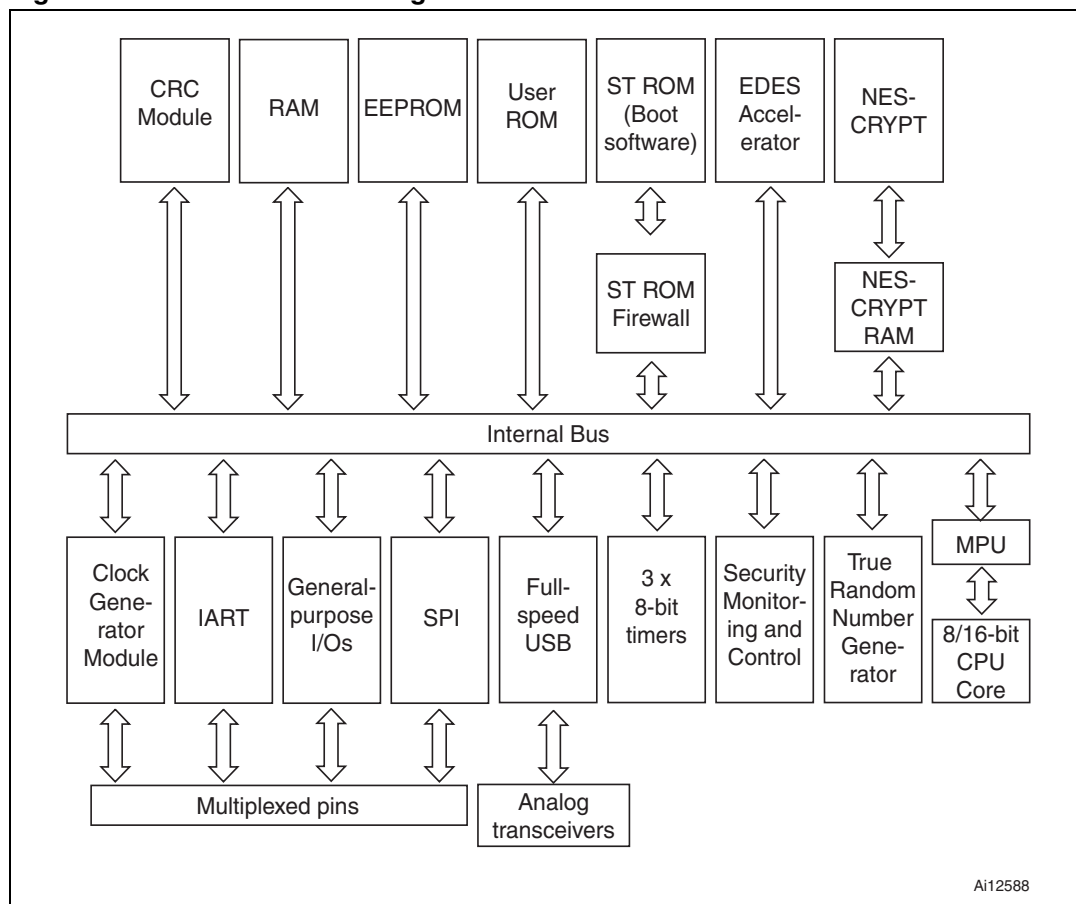 CRC
Module
RAM
EEPROM
User
ROM
ST ROM
(Boot
software)
EDES
Accel-
erator
NES-
CRYPT
ST ROM
Firewall
NES-
CRYPT
RAM
Internal Bus
Clock
Gene-
rator
Module
IART
General-
purpose
I/Os
SPI
Full-
speed
USB
3 x
8-bit
timers
Security
Monitor-
ing and
Control
True
Random
Number
Gene-
rator
MPU
8/16-bit
CPU
Core
Multiplexed pins
Analog
transceivers
Ai12588